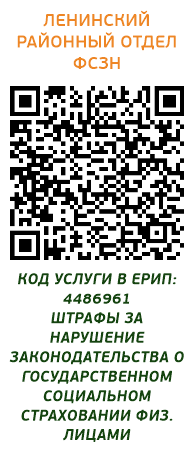 ЛЕНИНСКИЙ
РАЙОННЫЙ ОТДЕЛ
ФСЗН
КОД УСЛУГИ В ЕРИП:
4486961
ШТРАФЫ ЗА
НАРУШЕНИЕ
ЗАКОНОДАТЕЛЬСТВА О
ГОСУДАРСТВЕННОМ
СОЦИАЛЬНОМ
СТРАХОВАНИИ ФИЗ.
ЛИЦАМИ